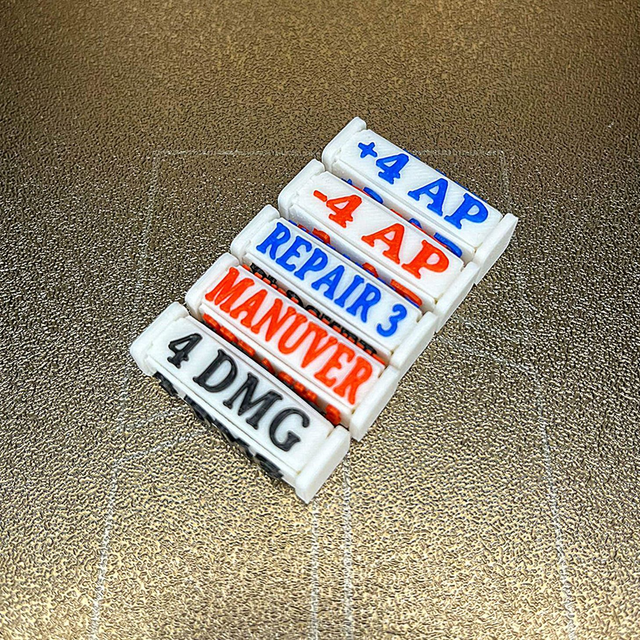 +4 AP
-4 AP
REPAIR 3
MANUVER
4 DMG